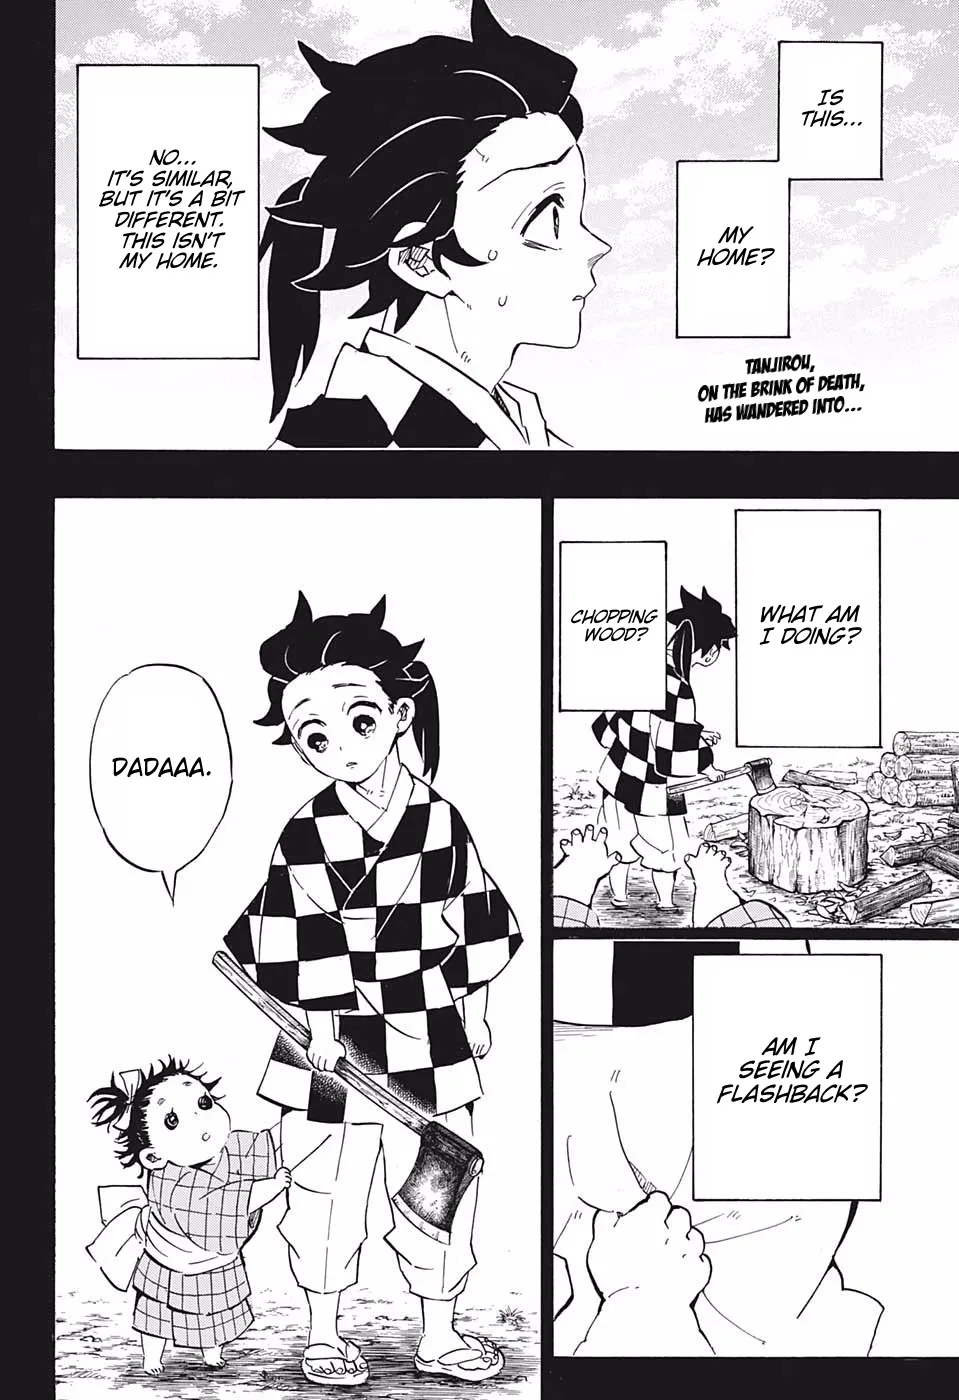 IS
THIS...
MY
HOME?
NO...
IT'S SIMILAR,
BUT IT'S A BIT
DIFFERENT.
THIS ISN'T
MY HOME.
TANJIROU,
ON THE BRINK OF DEATH,
HAS WANDERED INTO...
WHAT AM
I DOING?
CHOPPING
WOOD?
AM I
SEEING A
FLASHBACK?
DADAAA.